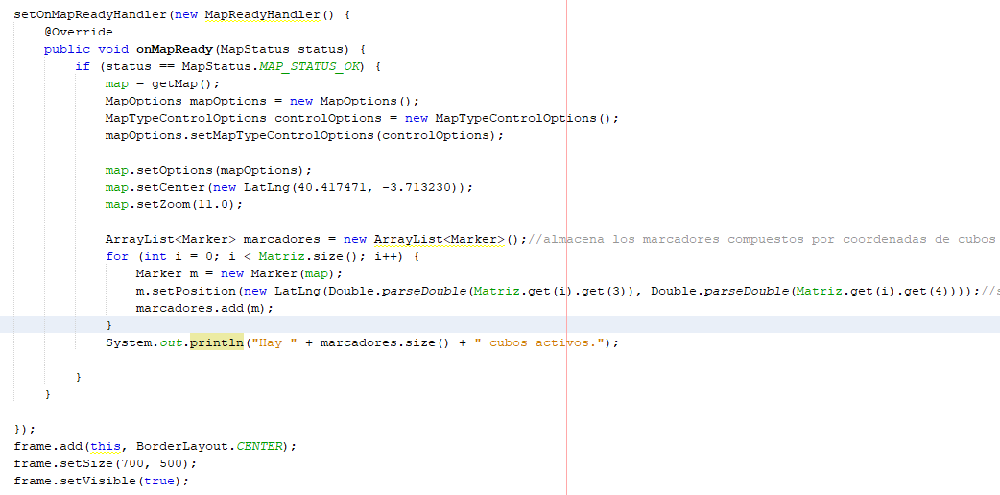 setOnMapReadyHandler(new MapReadyHandler() {
    @Override
    public void onMapReady(MapStatus status) {
        if (status == MapStatus.MAP_STATUS_OK) {
            map = getMap();
            MapOptions mapOptions = new MapOptions();
            MapTypeControlOptions controlOptions = new MapTypeControlOptions();
            mapOptions.setMapTypeControlOptions(controlOptions);

            map.setOptions(mapOptions);
            map.setCenter(new LatLng(40.417471, -3.713230));
            map.setZoom(11.0);

            ArrayList<Marker> marcadores = new ArrayList<Marker>();//almacena los marcadores compuestos por coordenadas de cubos
            for (int i = 0; i < Matriz.size(); i++) {
                Marker m = new Marker(map);
                m.setPosition(new LatLng(Double.parseDouble(Matriz.get(i).get(3)), Double.parseDouble(Matriz.get(i).get(4))));//s
                marcadores.add(m);
            }
            System.out.println("Hay " + marcadores.size() + " cubos activos.");

        }
    }

});
frame.add(this, BorderLayout.CENTER);
frame.setSize(700, 500);
frame.setVisible(true);